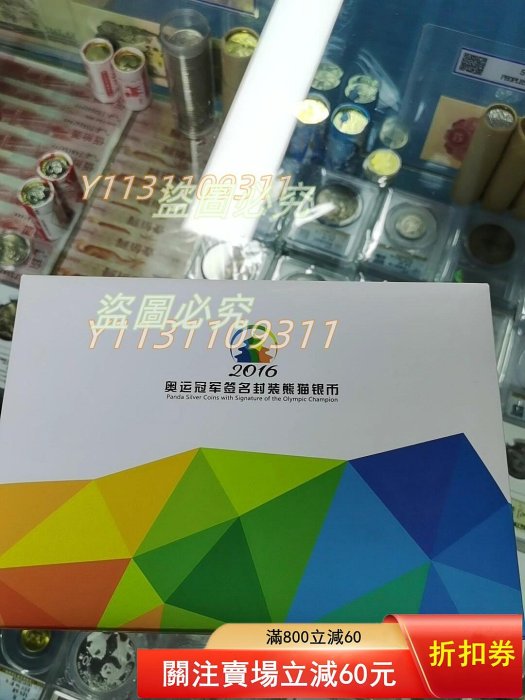 Y1131109311
盜圖必究
盜圖必究
Y1131109311
2016
奥运冠军签名封装熊猫银币
Panda Silver Coins with Signature of the Olympic Champion
滿800立減60
關注賣場立減60元
折扣券